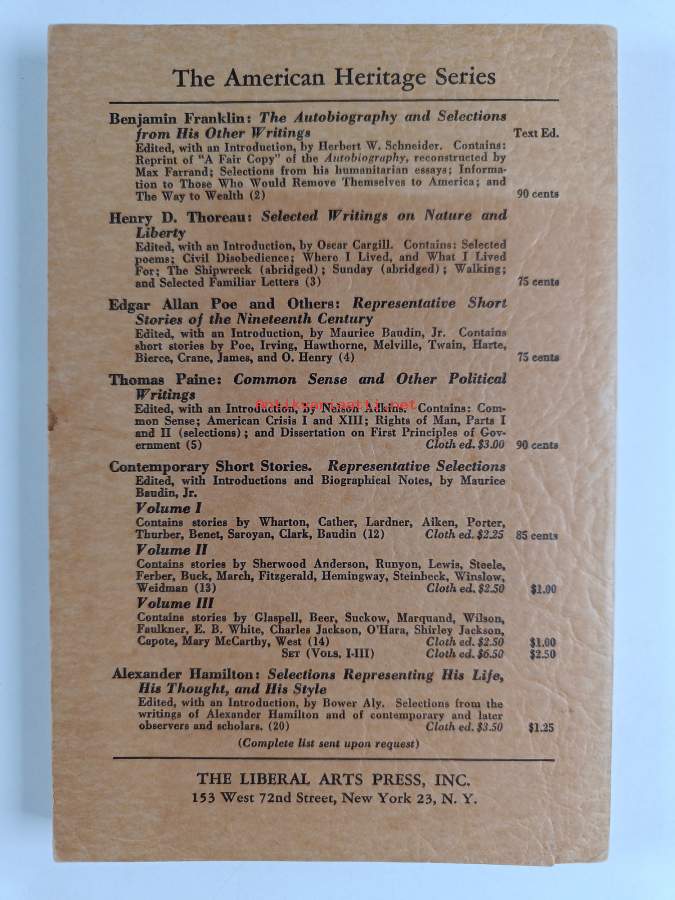 The American Heritage Series
Benjamin Franklin: The Autobiography and Selections
from His Other Writings Text Ed.
Edited, with an Introduction, by Herbert W. Schneider. Contains:
Reprint of "A Fair Copy" of the Autobiography, reconstructed by
Max Farrand; Selections from his humanitarian essays; Informa-
tion to Those Who Would Remove Themselves to America; and
The Way to Wealth (2) 90 cents
Henry D. Thoreau: Selected Writings on Nature and
Liberty
Edited, with an Introduction, by Oscar Cargill. Contains: Selected
poems; Civil Disobedience; Where I Lived, and What I Lived
For; The Shipwreck (abridged); Sunday (abridged); Walking;
and Selected Familiar Letters (3) 75 cents
Edgar Allan Poe and Others: Representative Short
Stories of the Nineteenth Century
Edited, with an Introduction, by Maurice Baudin, Jr. Contains
short stories by Poe, Irving, Hawthorne, Melville, Twain, Harte,
Bierce, Crane, James, and O. Henry (4) 75 cents
Thomas Paine: Common Sense and Other Political
Writings
antikvariaatti.net
Edited, with an Introduction, by Nelson Adkins. Contains: Com-
mon Sense; American Crisis I and XIII; Rights of Man, Parts I
and II (selections); and Dissertation on First Principles of Gov-
ernment (5) Cloth ed. $3.00 90 cents
Contemporary Short Stories. Representative Selections
Edited, with Introductions and Biographical Notes, by Maurice
Baudin, Jr.
Volume I
Contains stories by Wharton, Cather, Lardner, Aiken, Porter,
Thurber, Benet, Saroyan, Clark, Baudin (12) Cloth ed. $2.25 85 cents
Volume II
Contains stories by Sherwood Anderson, Runyon, Lewis, Steele,
Ferber, Buck, March, Fitzgerald, Hemingway, Steinbeck, Winslow,
Weidman (13) Cloth ed. $2.50 $1.00
Volume III
Contains stories by Glaspell, Beer, Suckow, Marquand, Wilson,
Faulkner, E. B. White, Charles Jackson, O'Hara, Shirley Jackson,
Capote, Mary McCarthy, West (14) Cloth ed. $2.50 $1.00
SET (VOLS. I-III) Cloth ed. $6.50 $2.50
Alexander Hamilton: Selections Representing His Life,
His Thought, and His Style
Edited, with an Introduction, by Bower Aly. Selections from the
writings of Alexander Hamilton and of contemporary and later
observers and scholars. (20) Cloth ed. $3.50 $1.25
(Complete list sent upon request)
THE LIBERAL ARTS PRESS, INC.
153 West 72nd Street, New York 23, N. Y.